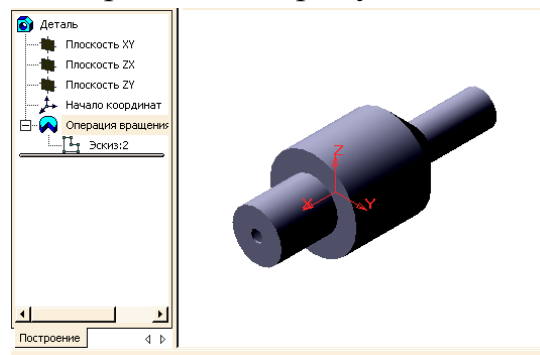 Деталь
Плоскость XY
Плоскость ZX
Плоскость ZY
Начало координат
Операция вращения
Эскиз:2
Построение
Z
X
Y